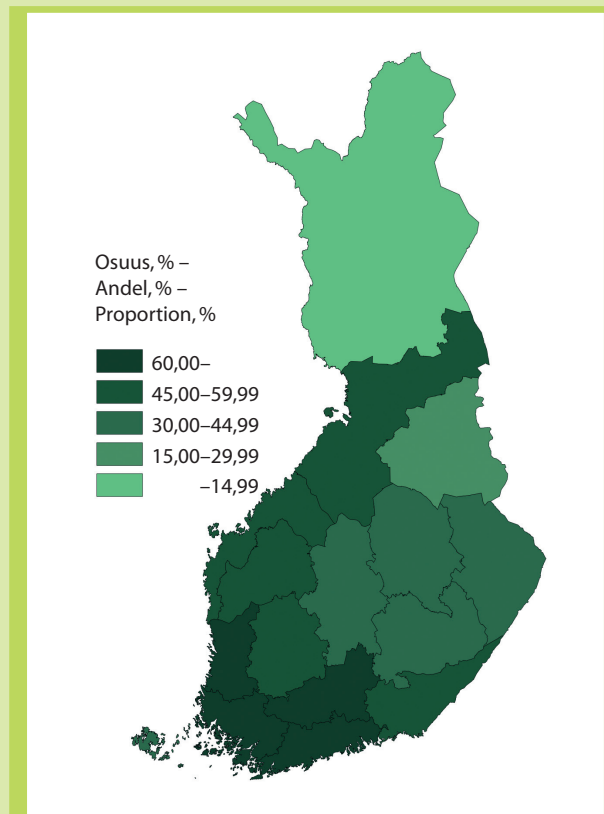 Osuus, % –
Andel, % –
Proportion, %
60,00–
45,00–59,99
30,00–44,99
15,00–29,99
–14,99